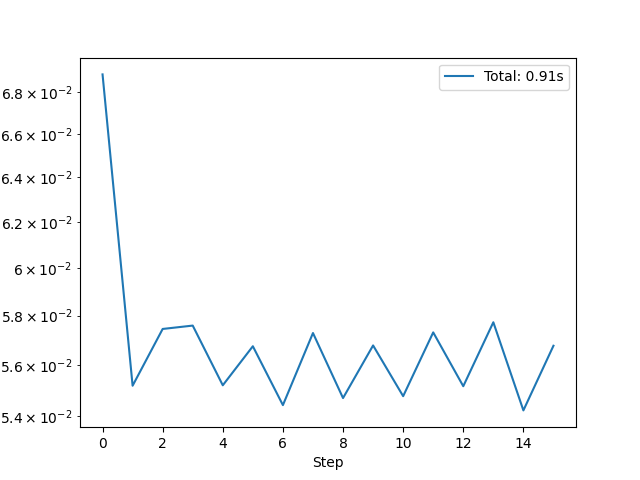 Total: 0.91s
6.8 × 10⁻²
6.6 × 10⁻²
6.4 × 10⁻²
6.2 × 10⁻²
6 × 10⁻²
5.8 × 10⁻²
5.6 × 10⁻²
5.4 × 10⁻²
0 2 4 6 8 10 12 14
Step